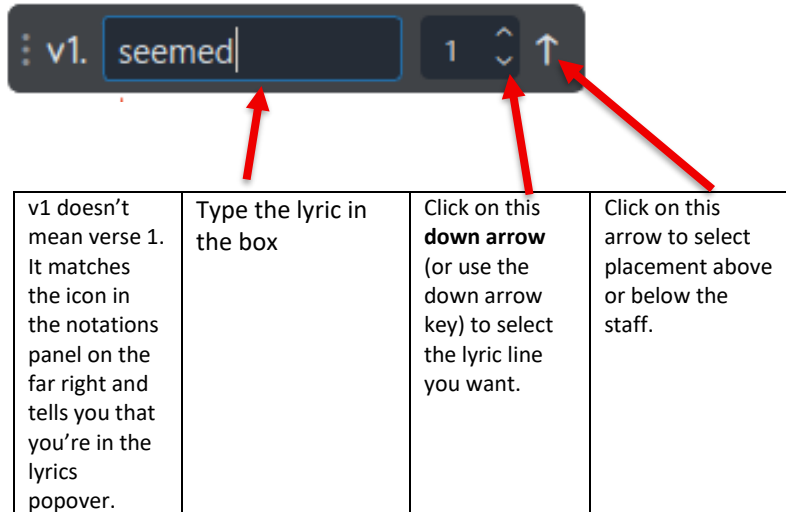 v1. seemed 1 ↑
v1 doesn’t
mean verse 1.
It matches
the icon in
the notations
panel on the
far right and
tells you that
you’re in the
lyrics
popover.
Type the lyric in
the box
Click on this
down arrow
(or use the
down arrow
key) to select
the lyric line
you want.
Click on this
arrow to select
placement above
or below the
staff.